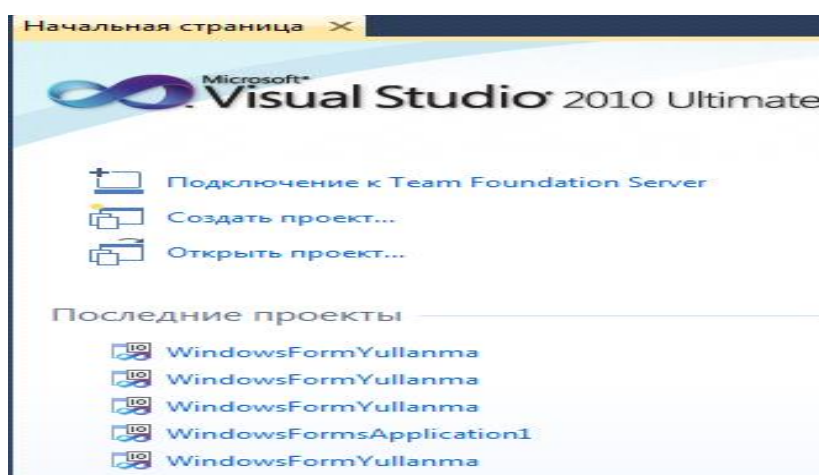 Начальная страница
Microsoft
Visual Studio 2010 Ultimate
Подключение к Team Foundation Server
Создать проект...
Открыть проект...
Последние проекты
WindowsFormYullanma
WindowsFormYullanma
WindowsFormYullanma
WindowsFormsApplication1
WindowsFormYullanma